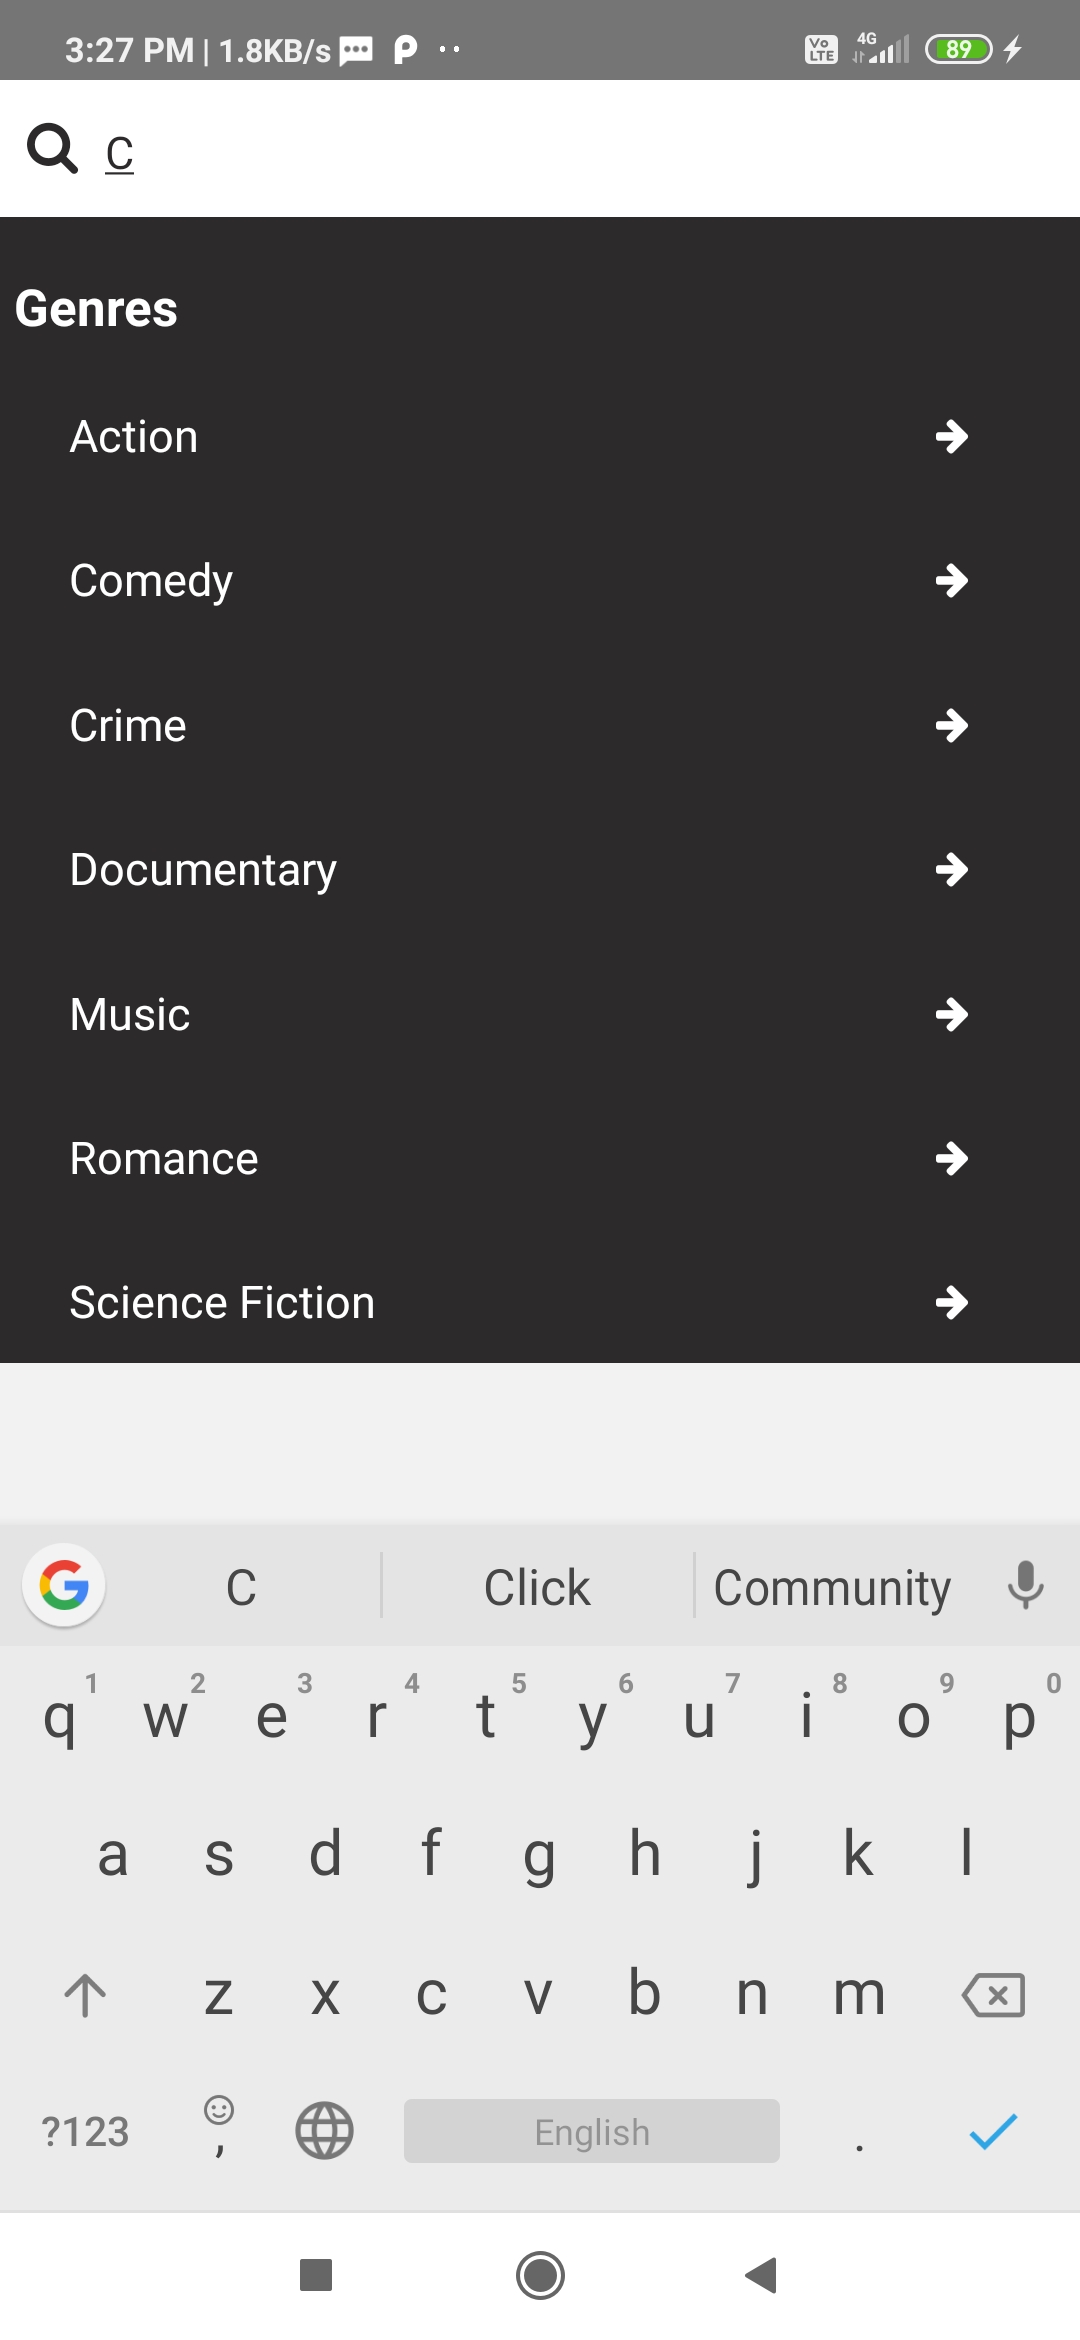 3:27 PM | 1.8KB/s
Vo LTE 4G 89
C
Genres
Action
Comedy
Crime
Documentary
Music
Romance
Science Fiction
C Click Community
1 2 3 4 5 6 7 8 9 0
q w e r t y u i o p
a s d f g h j k l
z x c v b n m
?123 , English .